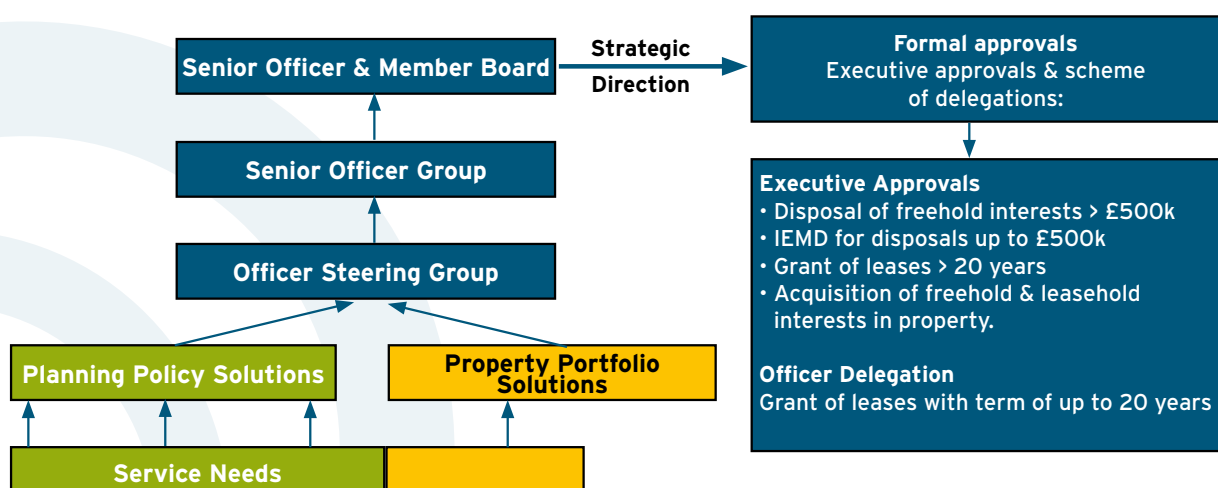 Senior Officer & Member Board
Strategic
Direction
Formal approvals
Executive approvals & scheme
of delegations:
Senior Officer Group
Officer Steering Group
Planning Policy Solutions
Property Portfolio
Solutions
Service Needs
Executive Approvals
· Disposal of freehold interests > £500k
· IEMD for disposals up to £500k
· Grant of leases > 20 years
· Acquisition of freehold & leasehold
interests in property.
Officer Delegation
Grant of leases with term of up to 20 years